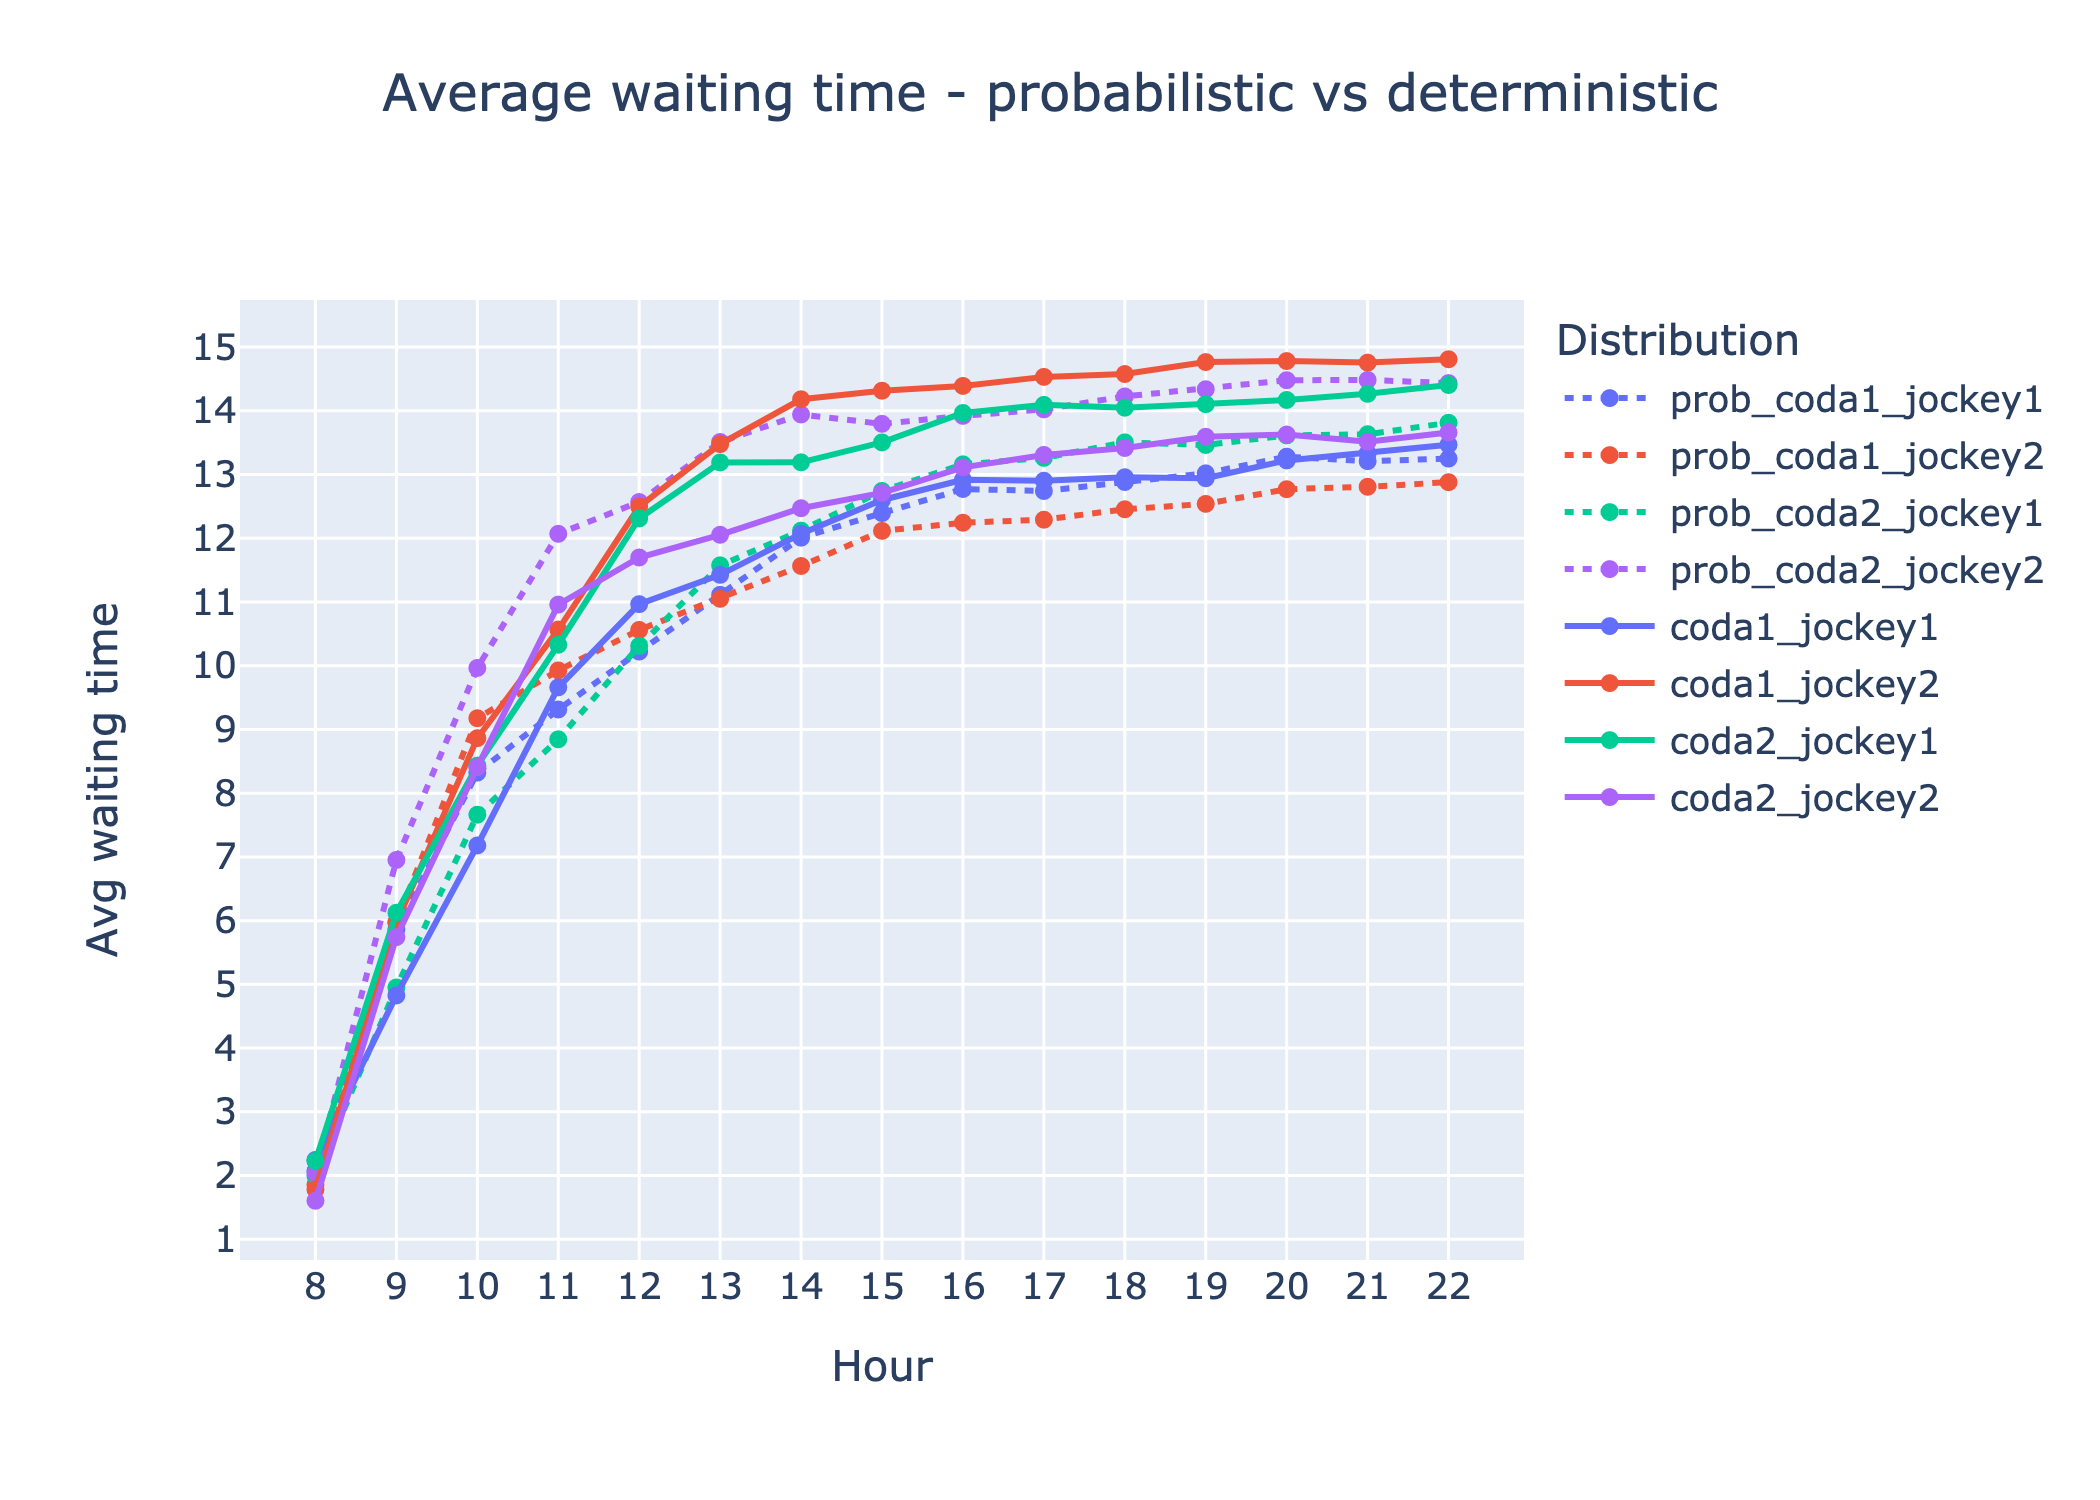 Average waiting time - probabilistic vs deterministic
Distribution
prob_coda1_jockey1
prob_coda1_jockey2
prob_coda2_jockey1
prob_coda2_jockey2
coda1_jockey1
coda1_jockey2
coda2_jockey1
coda2_jockey2
Avg waiting time
15
14
13
12
11
10
9
8
7
6
5
4
3
2
1
8 9 10 11 12 13 14 15 16 17 18 19 20 21 22
Hour